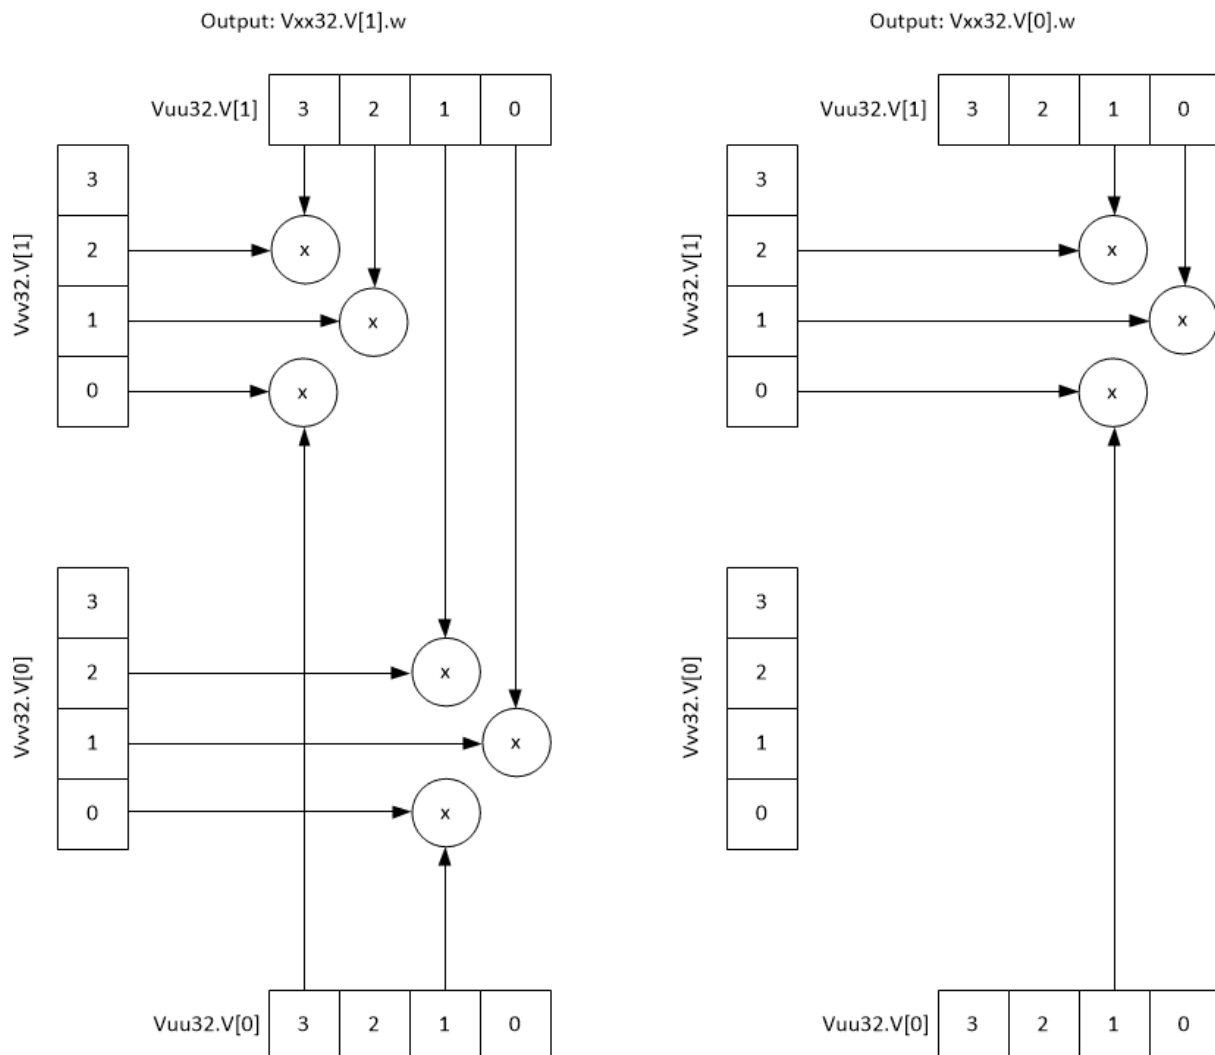 Output: Vxx32.V[1].w
Output: Vxx32.V[0].w
Vuu32.V[1]
3 2 1 0
Vuu32.V[1]
3 2 1 0
Vvv32.V[1]
3
2
1
0
x
x
x
Vvv32.V[1]
3
2
1
0
x
x
x
Vvv32.V[0]
3
2
1
0
x
x
x
Vvv32.V[0]
3
2
1
0
Vuu32.V[0]
3 2 1 0
Vuu32.V[0]
3 2 1 0